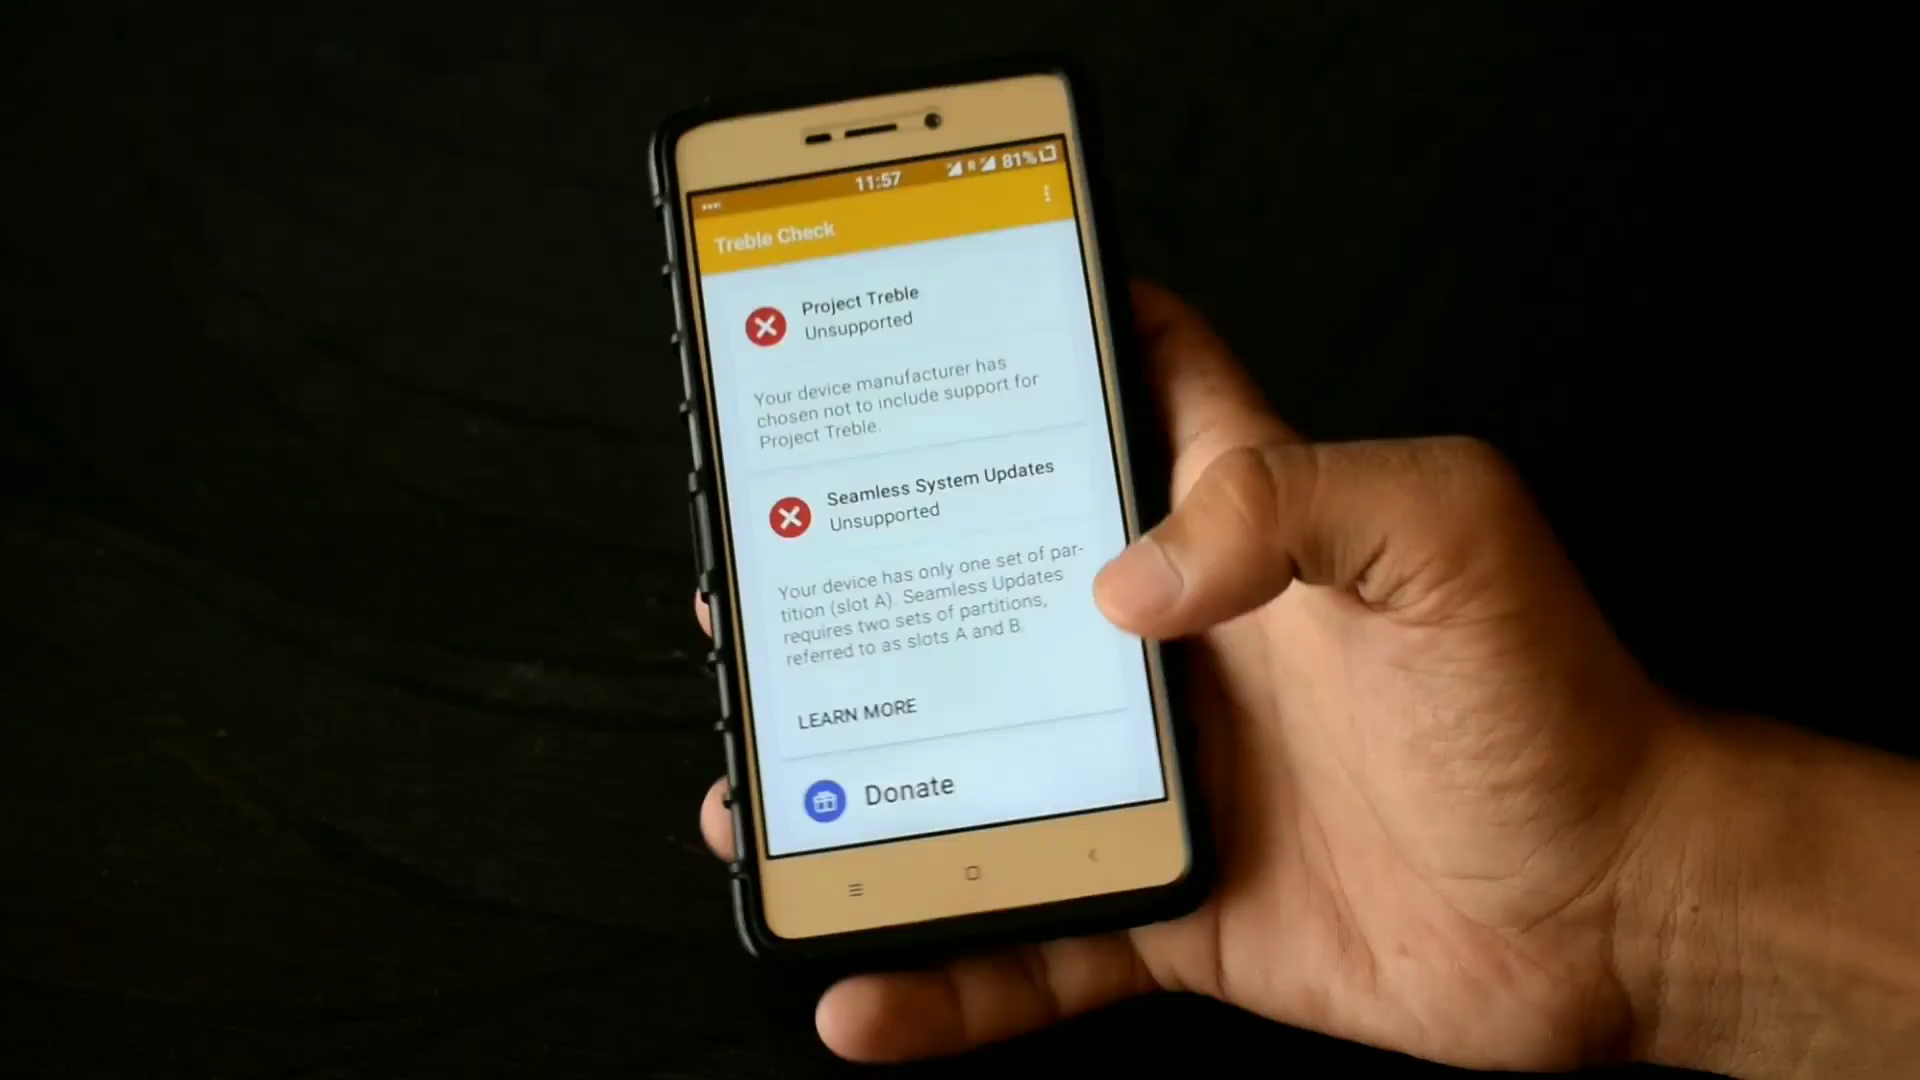 11:57
R
81%
Treble Check
Project Treble
Unsupported
Your device manufacturer has
chosen not to include support for
Project Treble.
Seamless System Updates
Unsupported
Your device has only one set of par-
tition (slot A). Seamless Updates
requires two sets of partitions,
referred to as slots A and B.
LEARN MORE
Donate